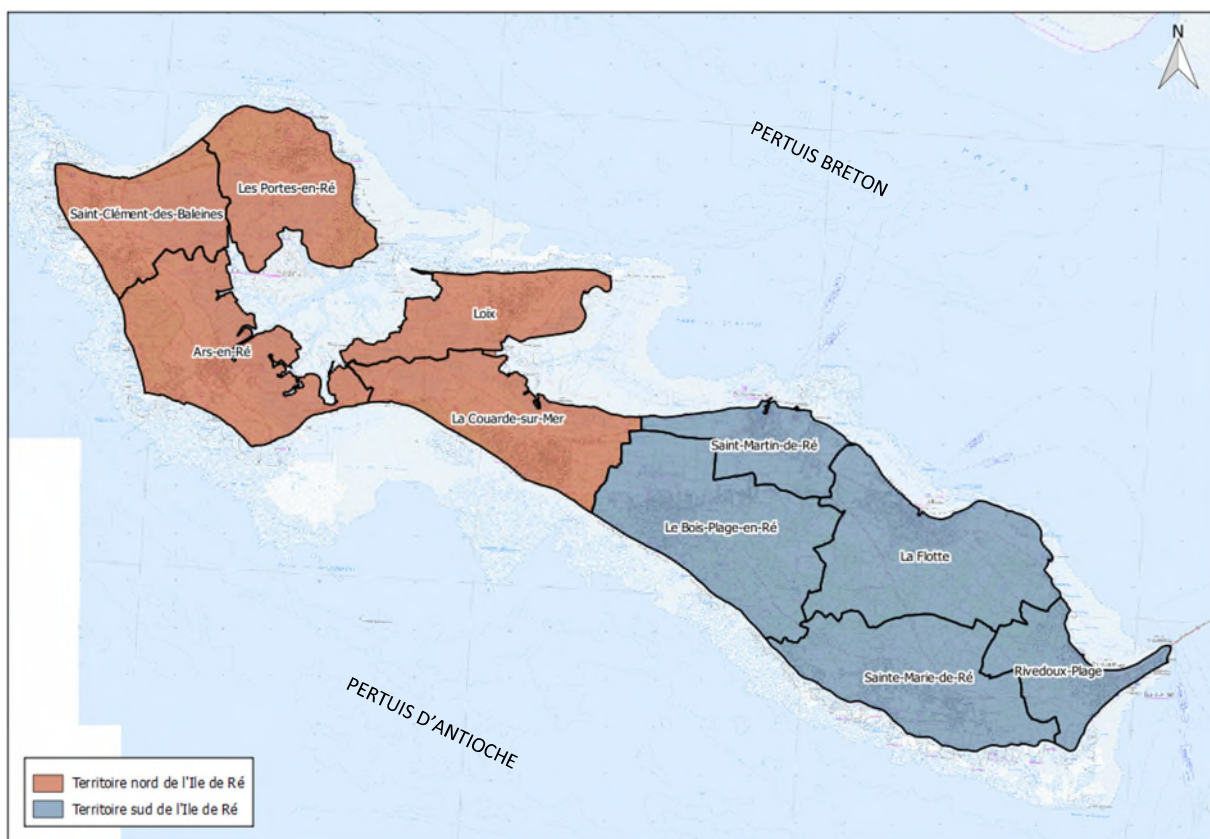 N
PERTUIS BRETON
Les Portes-en-Ré
Saint-Clément-des-Baleines
Loix
Ars-en-Ré
La Couarde-sur-Mer
Saint-Martin-de-Ré
Le Bois-Plage-en-Ré
La Flotte
Sainte-Marie-de-Ré
Rivedoux-Plage
PERTUIS D'ANTIOCHE
Territoire nord de l'Ile de Ré
Territoire sud de l'Ile de Ré